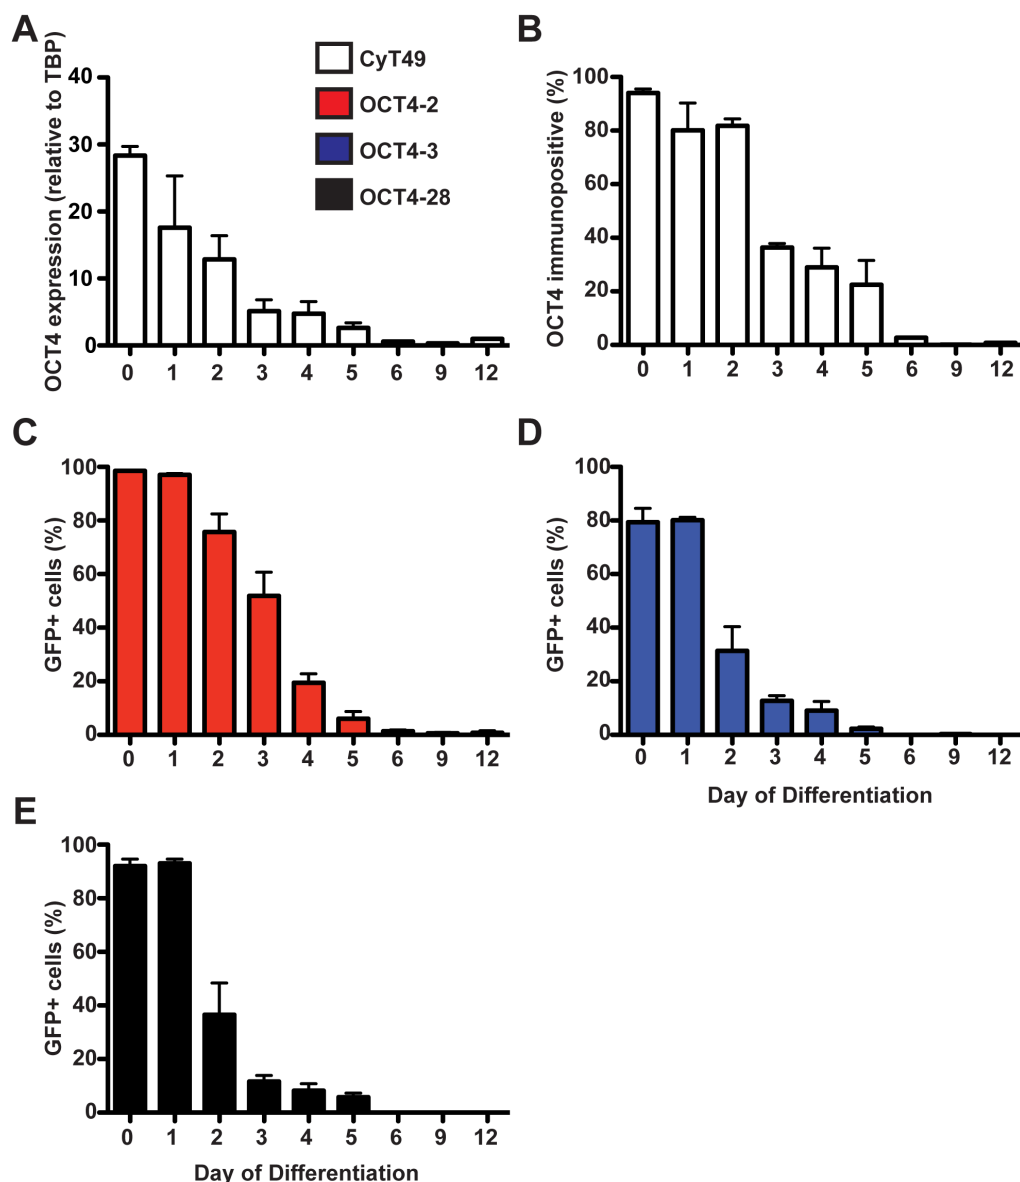 A
B
OCT4 expression (relative to TBP)
40
30
20
10
0
0 1 2 3 4 5 6 9 12
CyT49
OCT4-2
OCT4-3
OCT4-28
OCT4 immunopositive (%)
100
80
60
40
20
0
0 1 2 3 4 5 6 9 12
C
D
GFP+ cells (%)
100
80
60
40
20
0
0 1 2 3 4 5 6 9 12
GFP+ cells (%)
100
80
60
40
20
0
0 1 2 3 4 5 6 9 12
Day of Differentiation
E
GFP+ cells (%)
100
80
60
40
20
0
0 1 2 3 4 5 6 9 12
Day of Differentiation